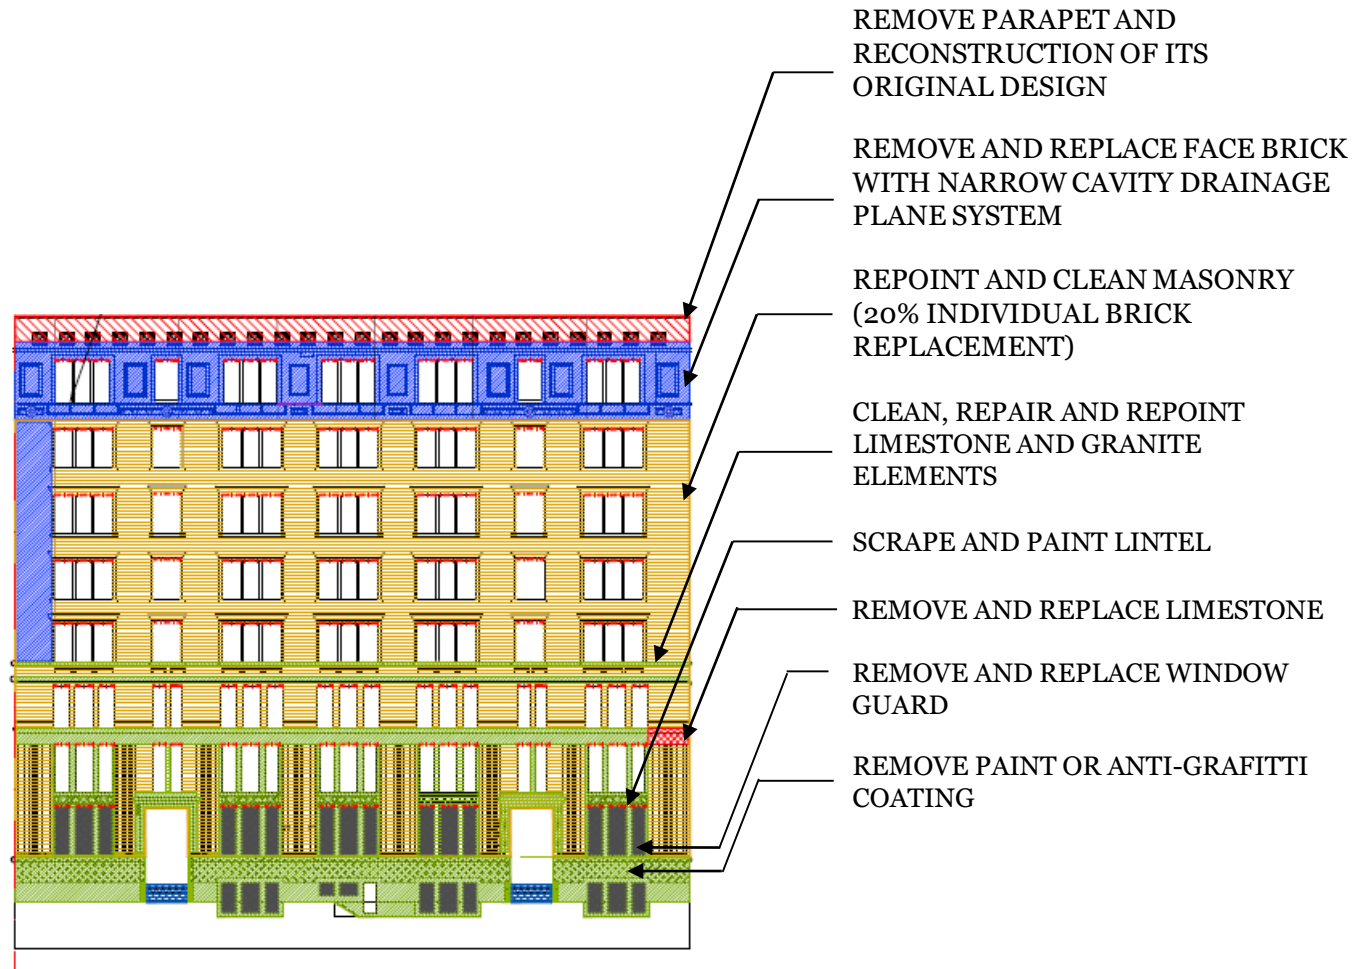 REMOVE PARAPET AND
RECONSTRUCTION OF ITS
ORIGINAL DESIGN
REMOVE AND REPLACE FACE BRICK
WITH NARROW CAVITY DRAINAGE
PLANE SYSTEM
REPOINT AND CLEAN MASONRY
(20% INDIVIDUAL BRICK
REPLACEMENT)
CLEAN, REPAIR AND REPOINT
LIMESTONE AND GRANITE
ELEMENTS
SCRAPE AND PAINT LINTEL
REMOVE AND REPLACE LIMESTONE
REMOVE AND REPLACE WINDOW
GUARD
REMOVE PAINT OR ANTI-GRAFITTI
COATING